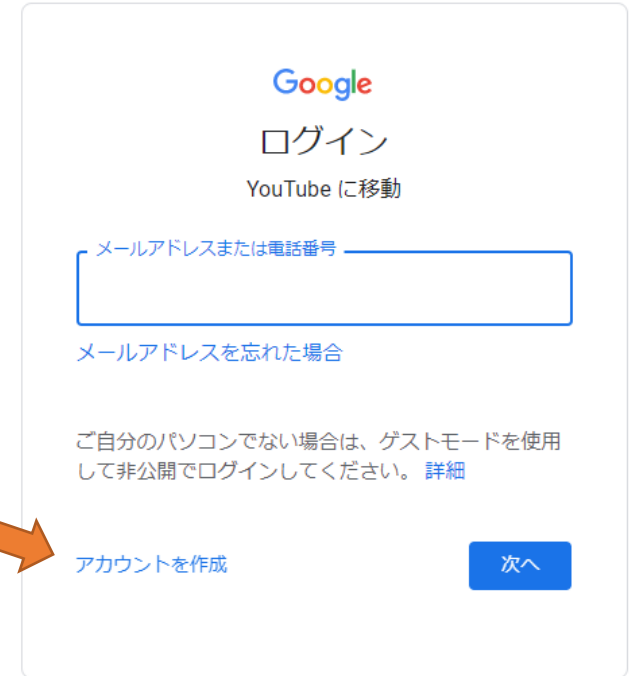 Google
ログイン
YouTube に移動
メールアドレスまたは電話番号
メールアドレスを忘れた場合
ご自分のパソコンでない場合は、ゲストモードを使用
して非公開でログインしてください。 詳細
アカウントを作成
次へ